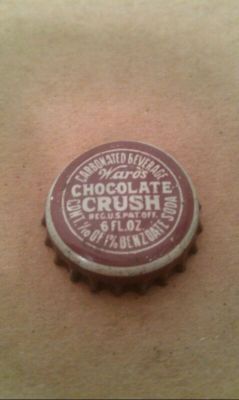 CARBONATED BEVERAGE
Ward's
CHOCOLATE
CRUSH
REG. U.S. PAT. OFF.
6 FL. OZ.
CONT. 1/10 OF 1% BENZOATE SODA